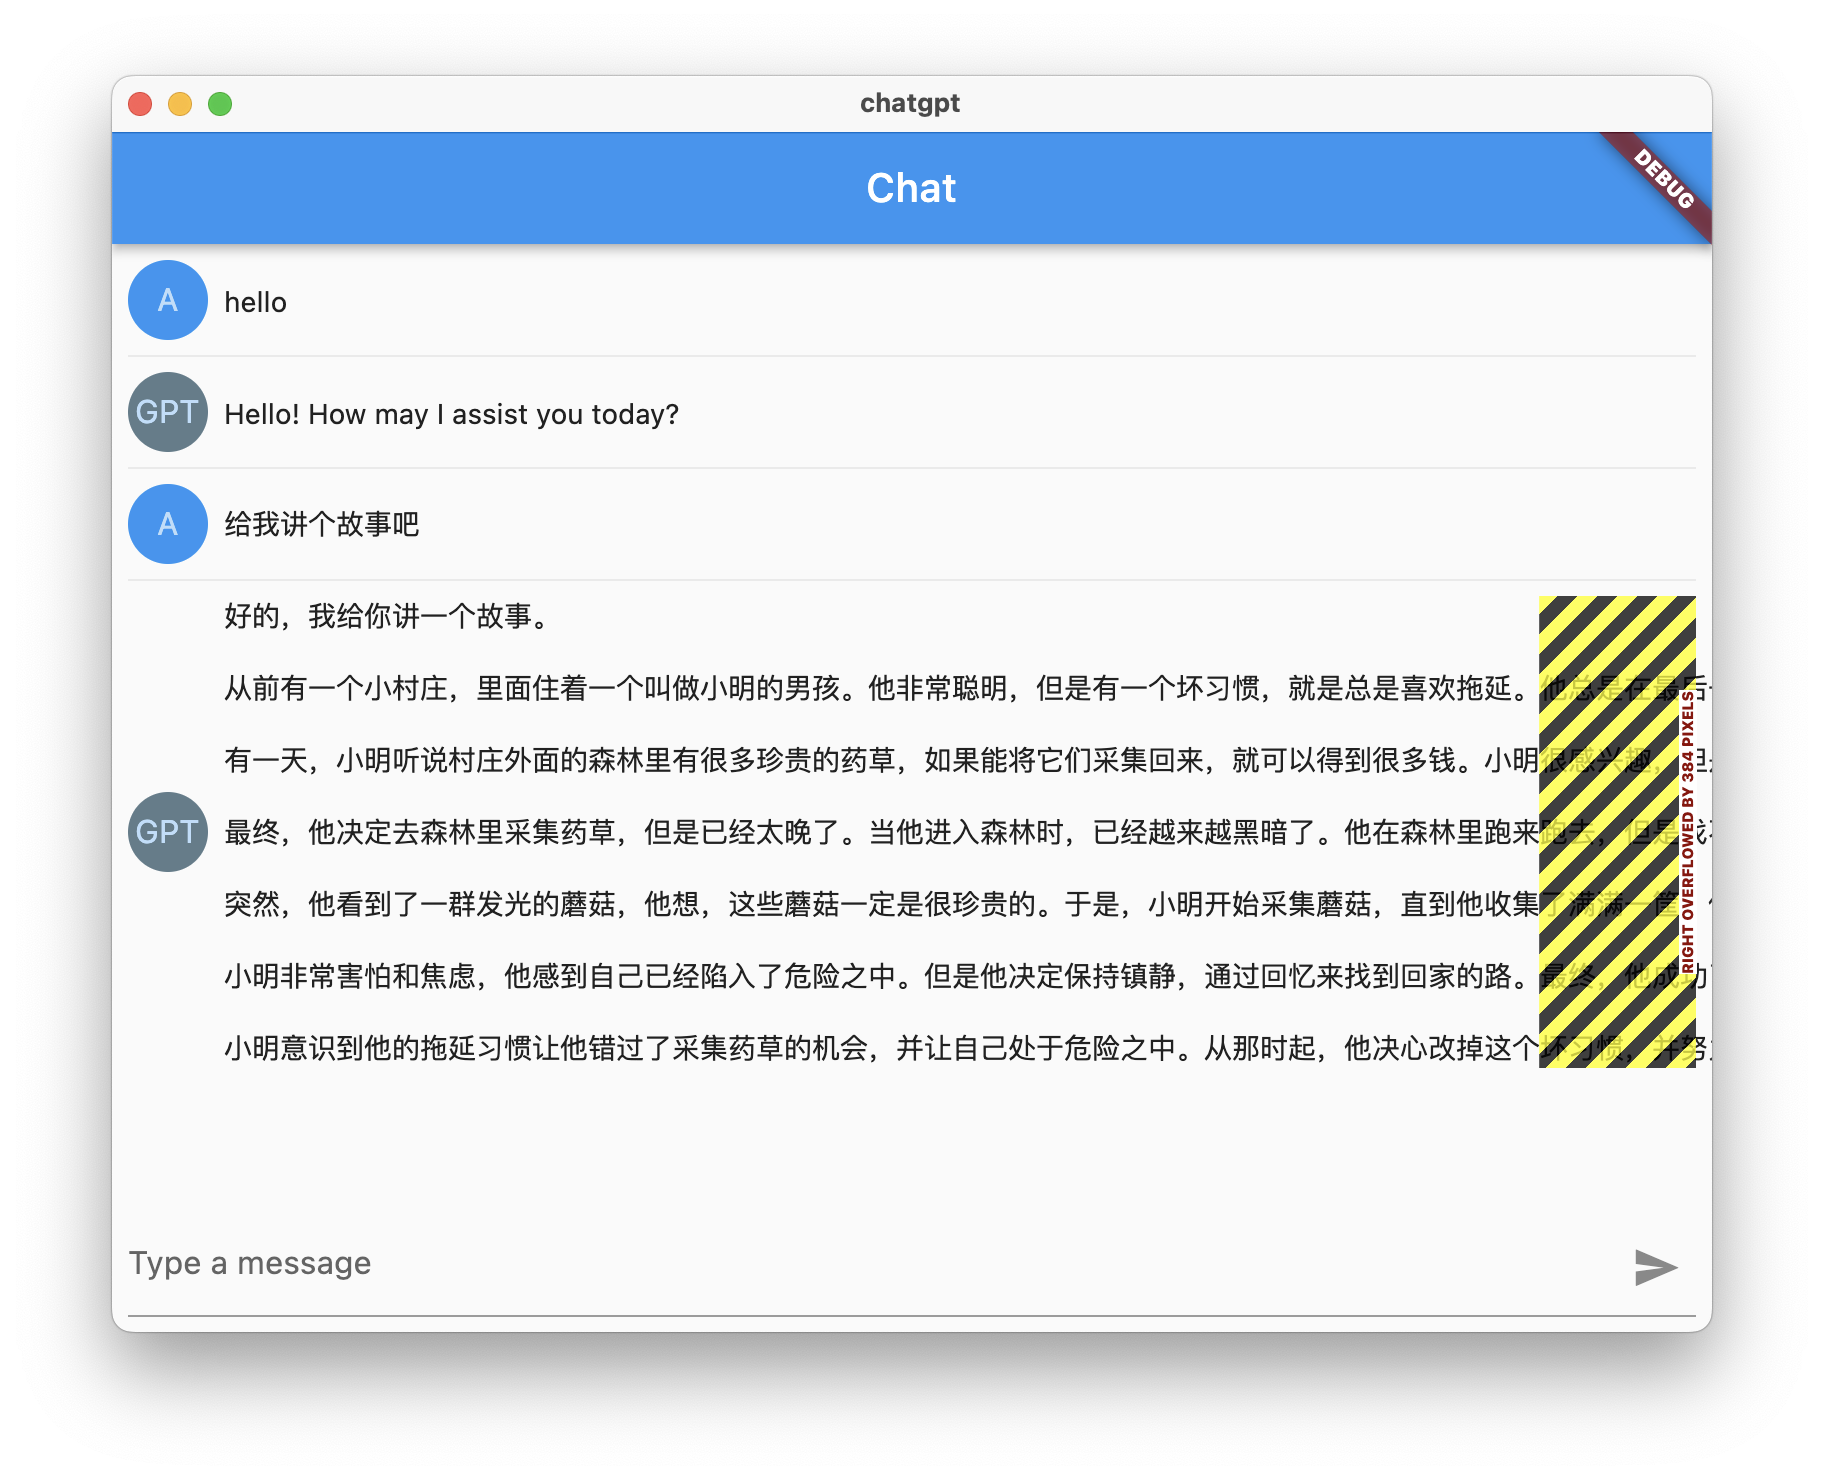 chatgpt
Chat
DEBUG
A
hello
GPT
Hello! How may I assist you today?
A
给我讲个故事吧
好的，我给你讲一个故事。
从前有一个小村庄，里面住着一个叫做小明的男孩。他非常聪明，但是有一个坏习惯，就是总是喜欢拖延。他总是在最后
有一天，小明听说村庄外面的森林里有很多珍贵的药草，如果能将它们采集回来，就可以得到很多钱。小明很感兴趣，但
GPT
最终，他决定去森林里采集药草，但是已经太晚了。当他进入森林时，已经越来越黑暗了。他在森林里跑来跑去，但是找
突然，他看到了一群发光的蘑菇，他想，这些蘑菇一定是很珍贵的。于是，小明开始采集蘑菇，直到他收集了满满一筐，
小明非常害怕和焦虑，他感到自己已经陷入了危险之中。但是他决定保持镇静，通过回忆来找到回家的路。最终，他成功
小明意识到他的拖延习惯让他错过了采集药草的机会，并让自己处于危险之中。从那时起，他决心改掉这个坏习惯，并努
RIGHT OVERFLOWED BY 384 PIXELS
Type a message